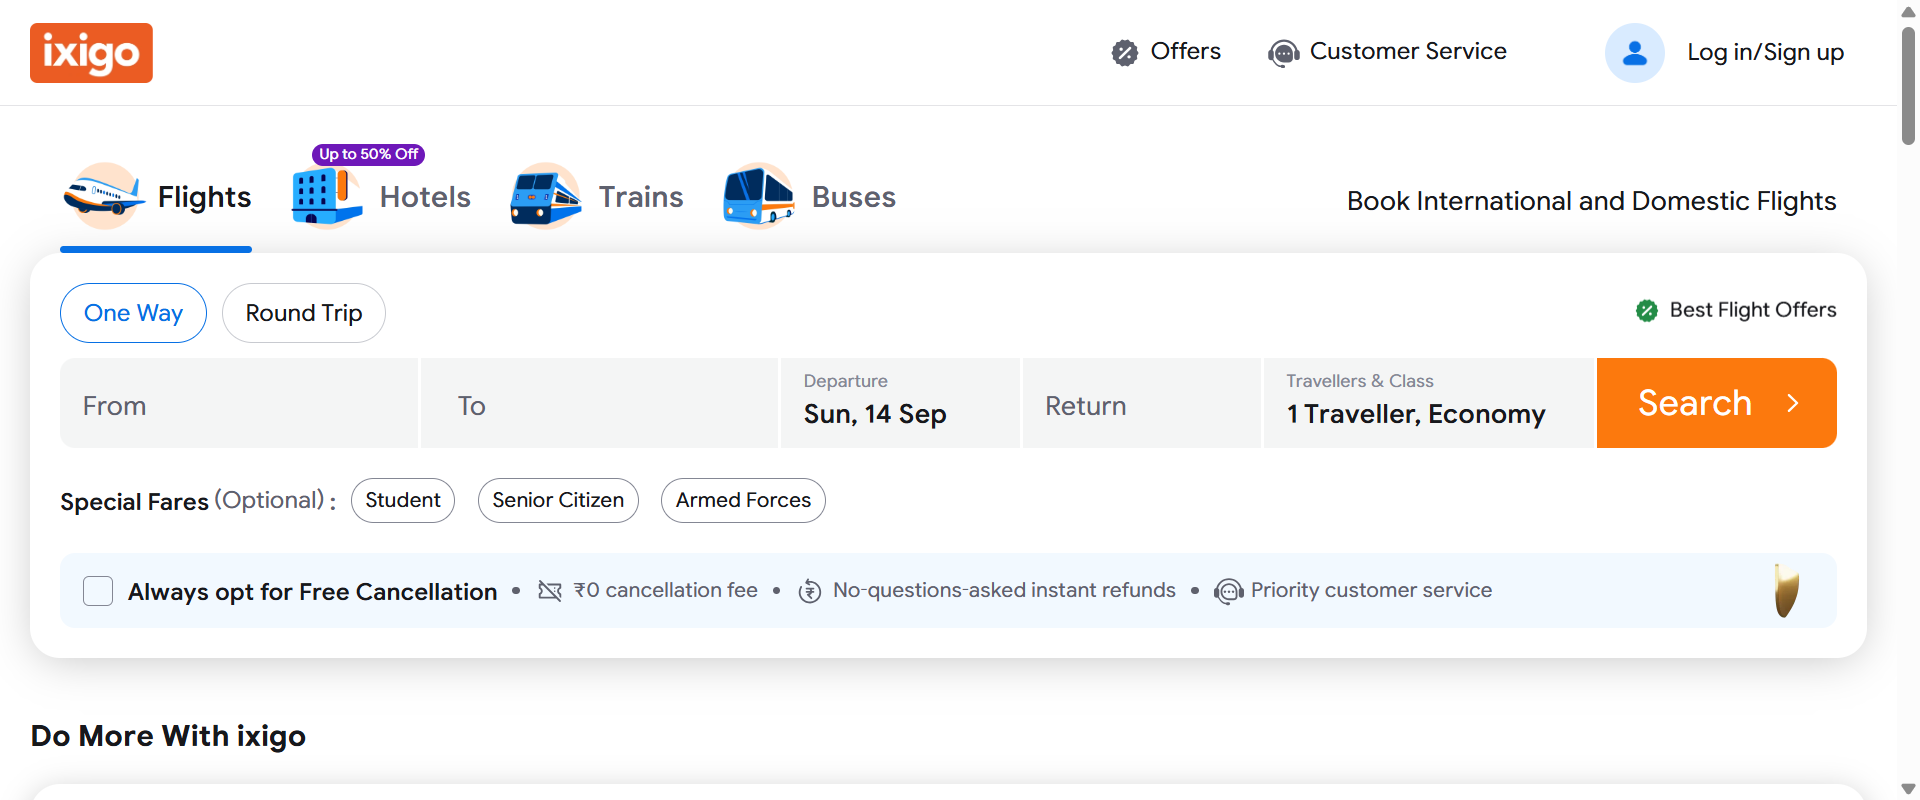 ixigo
Offers
Customer Service
Log in/Sign up
Up to 50% Off
Flights
Hotels
Trains
Buses
Book International and Domestic Flights
One Way
Round Trip
Best Flight Offers
From
To
Departure
Sun, 14 Sep
Return
Travellers & Class
1 Traveller, Economy
Search
Special Fares (Optional) :
Student
Senior Citizen
Armed Forces
Always opt for Free Cancellation • ₹0 cancellation fee • No-questions-asked instant refunds • Priority customer service
Do More With ixigo